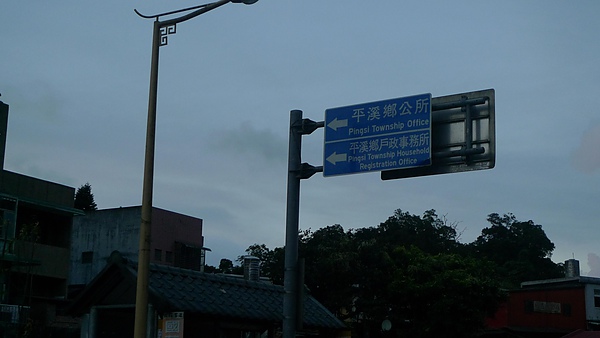 平溪鄉公所
Pingsi Township Office
平溪鄉戶政事務所
Pingsi Township Household
Registration Office